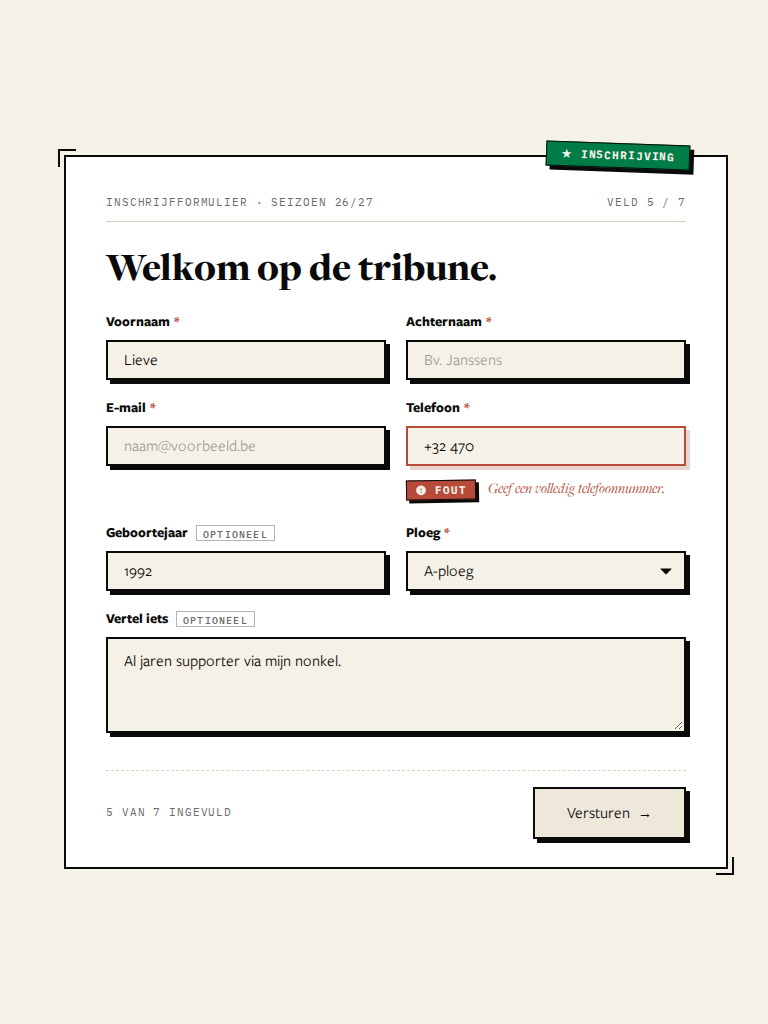 ★ INSCHRIJVING
INSCHRIJFFORMULIER · SEIZOEN 26/27
VELD 5 / 7
Welkom op de tribune.
Voornaam *
Achternaam *
Lieve
Bv. Janssens
E-mail *
Telefoon *
naam@voorbeeld.be
+32 470
FOUT
Geef een volledig telefoonnummer.
Geboortejaar OPTIONEEL
Ploeg *
1992
A-ploeg
Vertel iets OPTIONEEL
Al jaren supporter via mijn nonkel.
5 VAN 7 INGEVULD
Versturen →